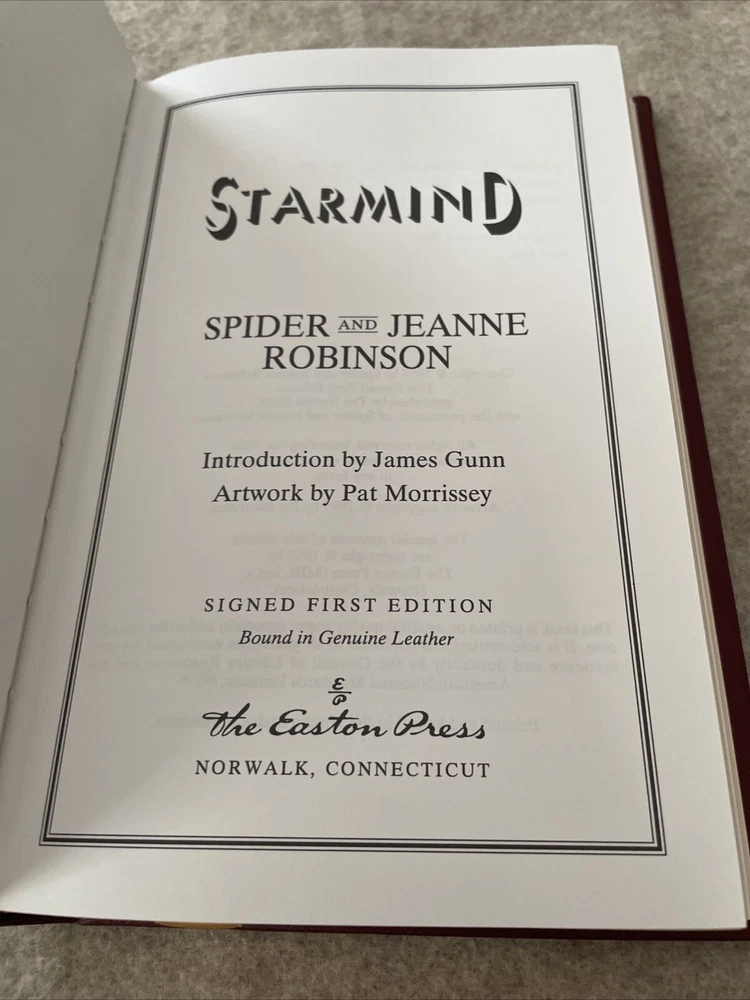 STARMIND
SPIDER AND JEANNE
ROBINSON
Introduction by James Gunn
Artwork by Pat Morrissey
SIGNED FIRST EDITION
Bound in Genuine Leather
E
P
The Easton Press
NORWALK, CONNECTICUT